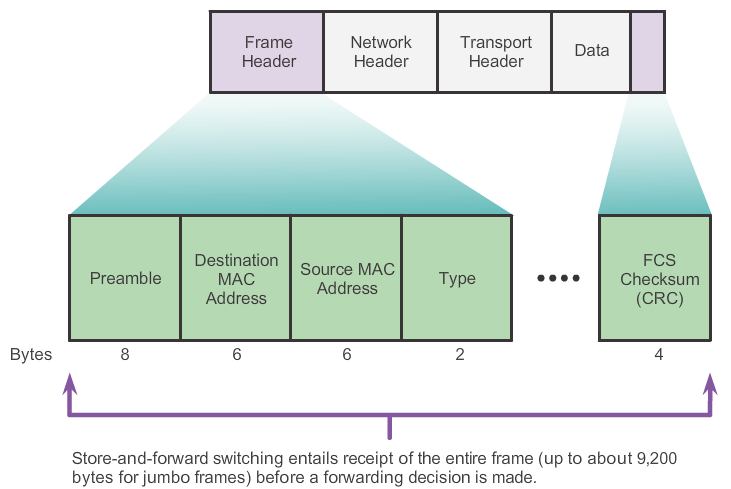 Frame
Header
Network
Header
Transport
Header
Data
Preamble
Destination
MAC
Address
Source MAC
Address
Type
FCS
Checksum
(CRC)
Bytes 8 6 6 2 4
Store-and-forward switching entails receipt of the entire frame (up to about 9,200
bytes for jumbo frames) before a forwarding decision is made.